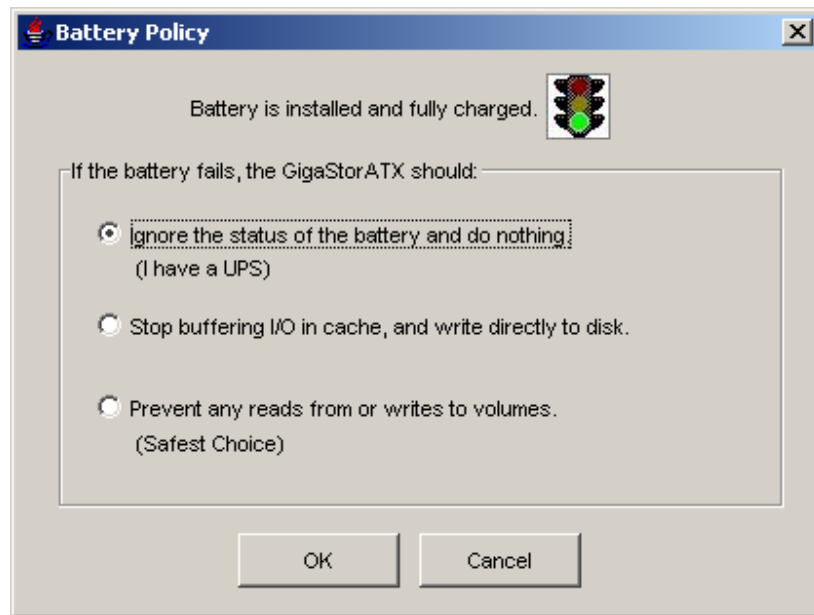 Battery Policy
Battery is installed and fully charged.
If the battery fails, the GigaStorATX should:
Ignore the status of the battery and do nothing.
(I have a UPS)
Stop buffering I/O in cache, and write directly to disk.
Prevent any reads from or writes to volumes.
(Safest Choice)
OK Cancel